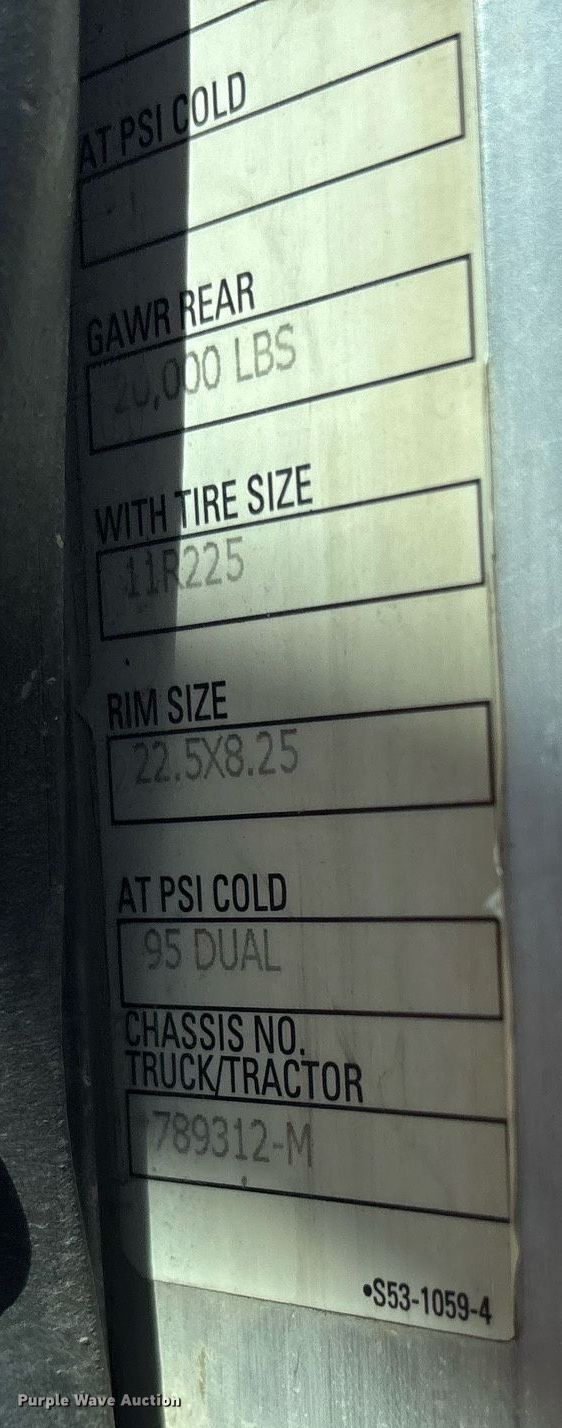 AT PSI COLD
GAWR REAR
20,000 LBS
WITH TIRE SIZE
11R225
RIM SIZE
22.5X8.25
AT PSI COLD
95 DUAL
CHASSIS NO.
TRUCK/TRACTOR
789312-M
•S53-1059-4
Purple Wave Auction